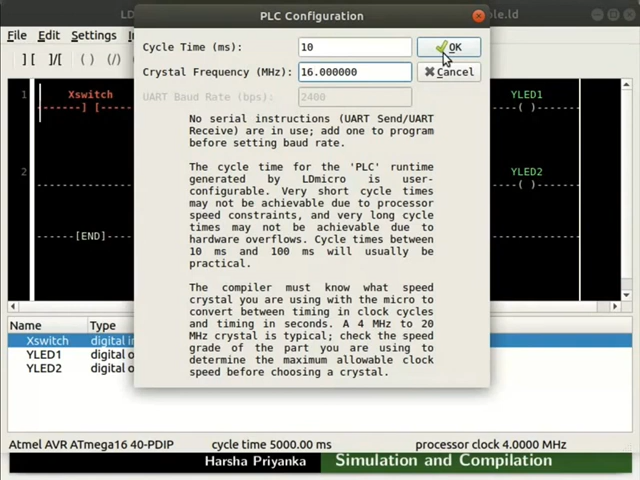 LD
PLC Configuration
ble.ld
File Edit Settings In
Cycle Time (ms): 10 OK
Crystal Frequency (MHz): 16.000000 Cancel
UART Baud Rate (bps): 2400
] [ ]/[ ( ) (/)
No serial instructions (UART Send/UART
Receive) are in use; add one to program
before setting baud rate.
The cycle time for the 'PLC' runtime
generated by LDmicro is user-
configurable. Very short cycle times
may not be achievable due to processor
speed constraints, and very long cycle
times may not be achievable due to
hardware overflows. Cycle times between
10 ms and 100 ms will usually be
practical.
The compiler must know what speed
crystal you are using with the micro to
convert between timing in clock cycles
and timing in seconds. A 4 MHz to 20
MHz crystal is typical; check the speed
grade of the part you are using to
determine the maximum allowable clock
speed before choosing a crystal.
1 Xswitch YLED1
------] [------ ( )
2 YLED2
( )
------[END]------
Name Type
Xswitch digital in
YLED1 digital o
YLED2 digital o
Atmel AVR ATmega16 40-PDIP cycle time 5000.00 ms processor clock 4.0000 MHz
Harsha Priyanka Simulation and Compilation